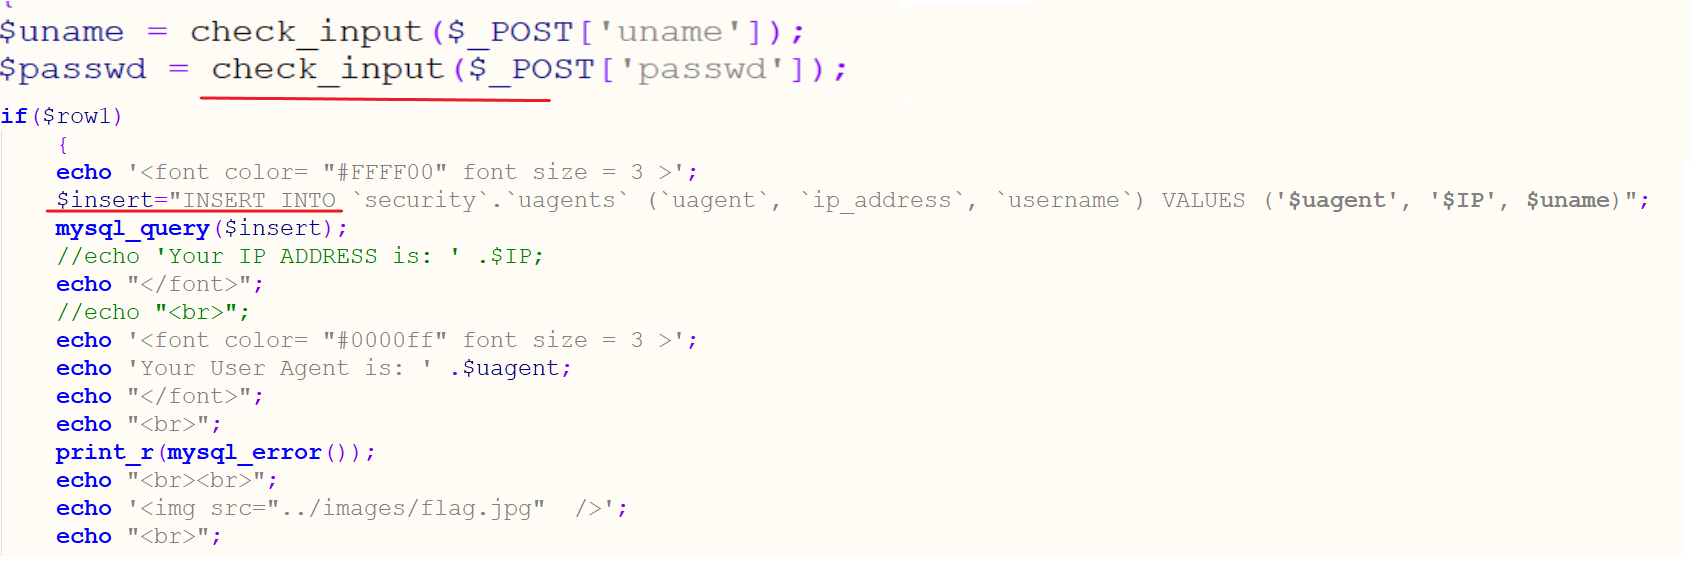 {
$uname = check_input($_POST['uname']);
$passwd = check_input($_POST['passwd']);
if($row1)
{
echo '<font color= "#FFFF00" font size = 3 >';
$insert="INSERT INTO `security`.`uagents` (`uagent`, `ip_address`, `username`) VALUES ('$uagent', '$IP', $uname)";
mysql_query($insert);
//echo 'Your IP ADDRESS is: ' .$IP;
echo "</font>";
//echo "<br>";
echo '<font color= "#0000ff" font size = 3 >';
echo 'Your User Agent is: ' .$uagent;
echo "</font>";
echo "<br>";
print_r(mysql_error());
echo "<br><br>";
echo '<img src="../images/flag.jpg"  />';
echo "<br>";